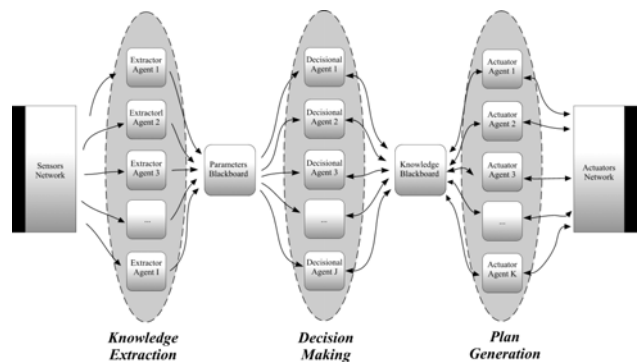 Sensors
Network
Extractor
Agent 1
Extractorl
Agent 2
Extractor
Agent 3
...
Extractor
Agent I
Knowledge
Extraction
Parameters
Blackboard
Decisional
Agent 1
Decisional
Agent 2
Decisional
Agent 3
...
Decisional
Agent J
Decision
Making
Knowledge
Blackboard
Actuator
Agent 1
Actuator
Agent 2
Actuator
Agent 3
...
Actuator
Agent K
Plan
Generation
Actuators
Network